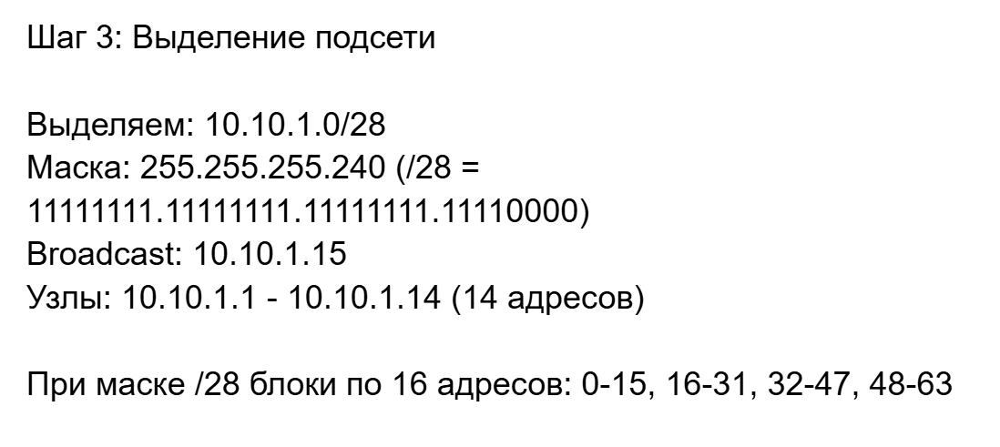 Шаг 3: Выделение подсети
Выделяем: 10.10.1.0/28
Маска: 255.255.255.240 (/28 =
11111111.11111111.11111111.11110000)
Broadcast: 10.10.1.15
Узлы: 10.10.1.1 - 10.10.1.14 (14 адресов)
При маске /28 блоки по 16 адресов: 0-15, 16-31, 32-47, 48-63